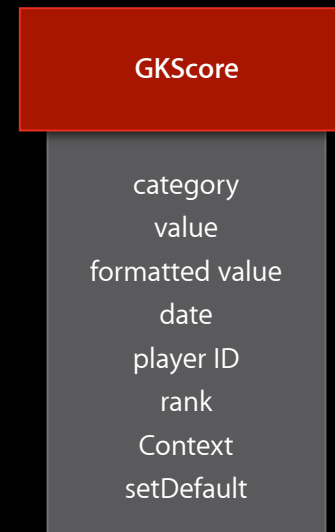 GKScore
category
value
formatted value
date
player ID
rank
Context
setDefault